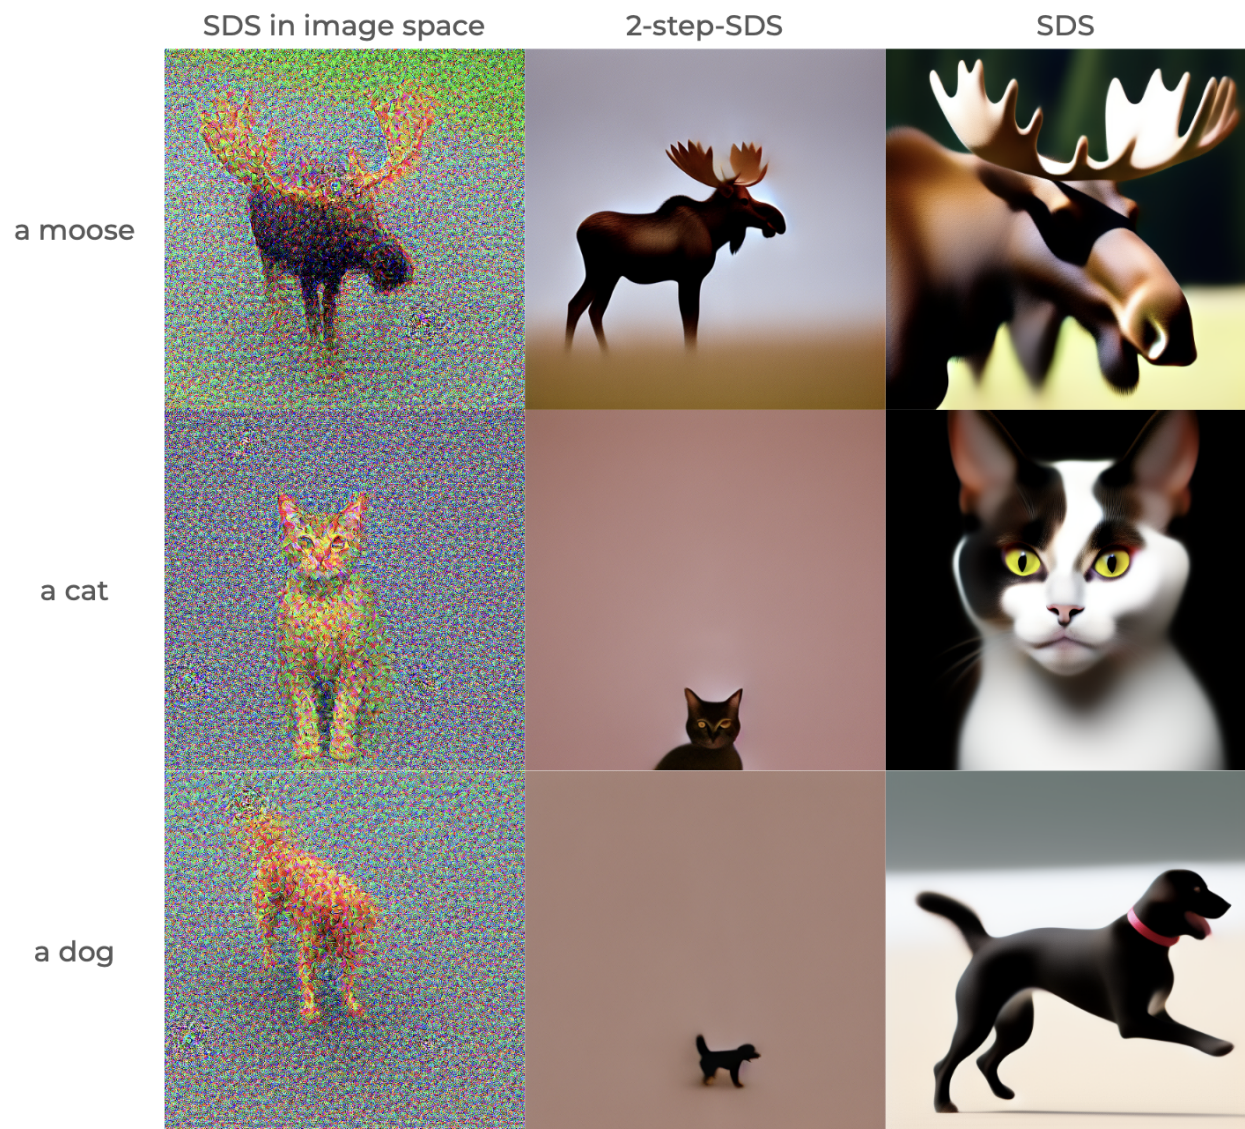 SDS in image space
2-step-SDS
SDS
a moose
a cat
a dog